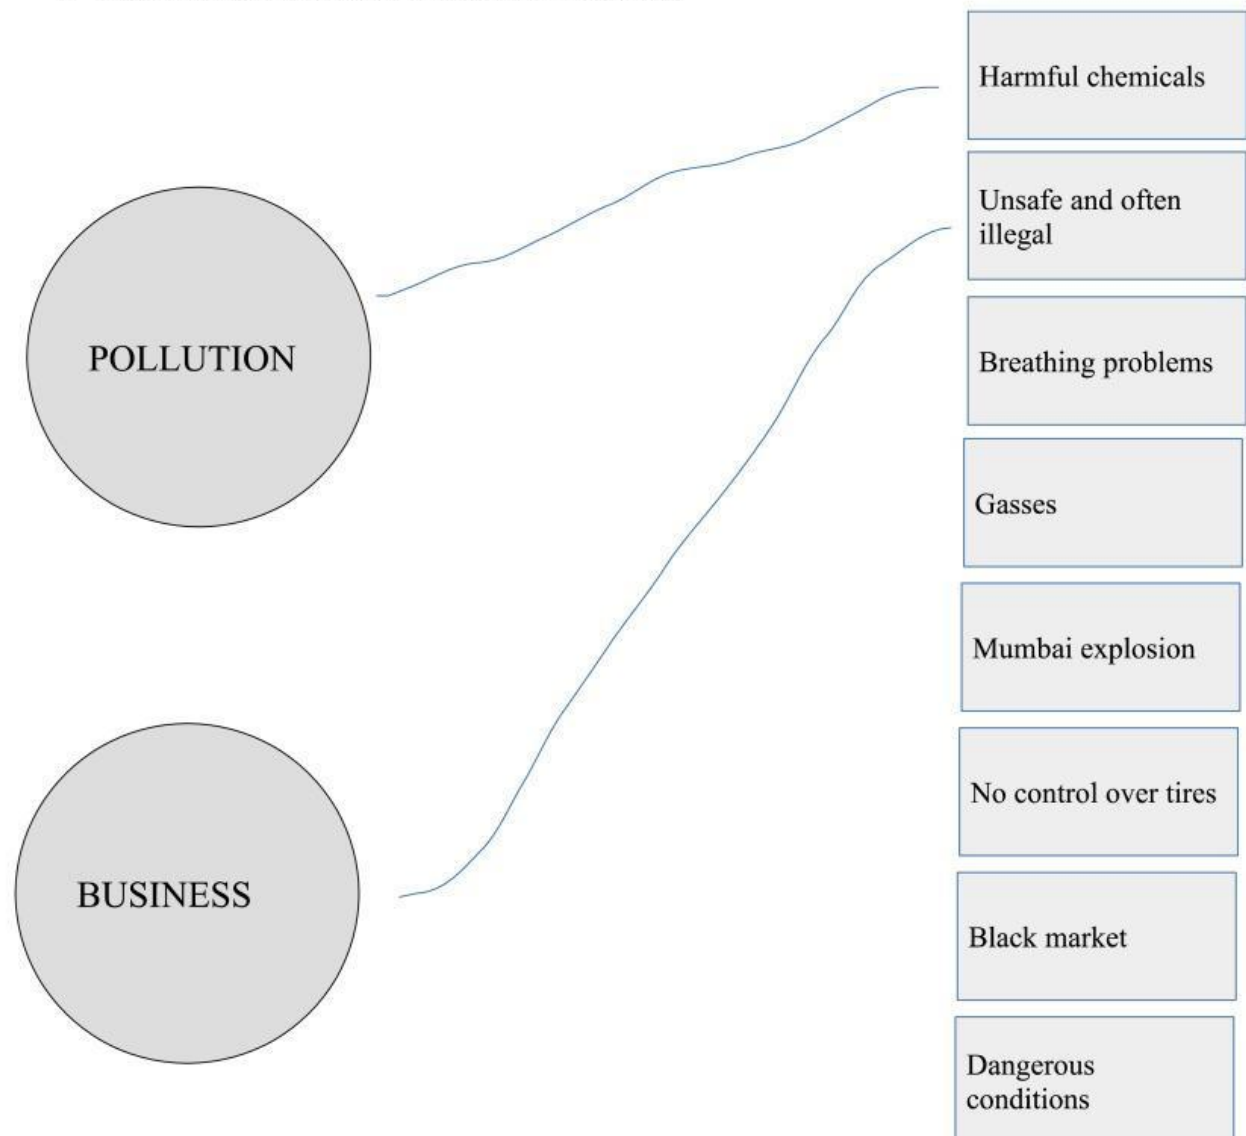 Harmful chemicals
Unsafe and often
illegal
POLLUTION
Breathing problems
Gasses
Mumbai explosion
No control over tires
BUSINESS
Black market
Dangerous
conditions